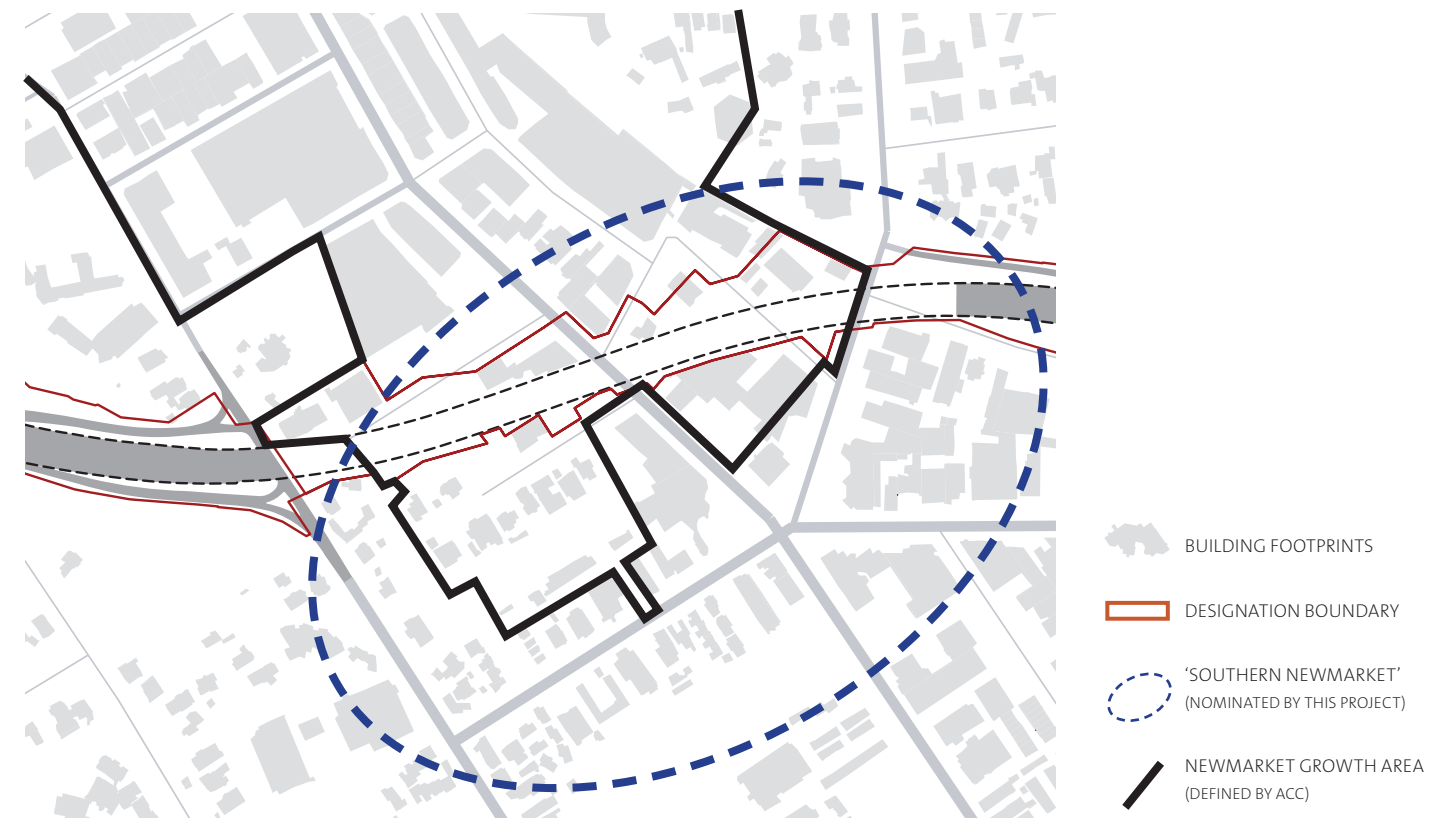 BUILDING FOOTPRINTS
DESIGNATION BOUNDARY
‘SOUTHERN NEWMARKET’
(NOMINATED BY THIS PROJECT)
NEWMARKET GROWTH AREA
(DEFINED BY ACC)